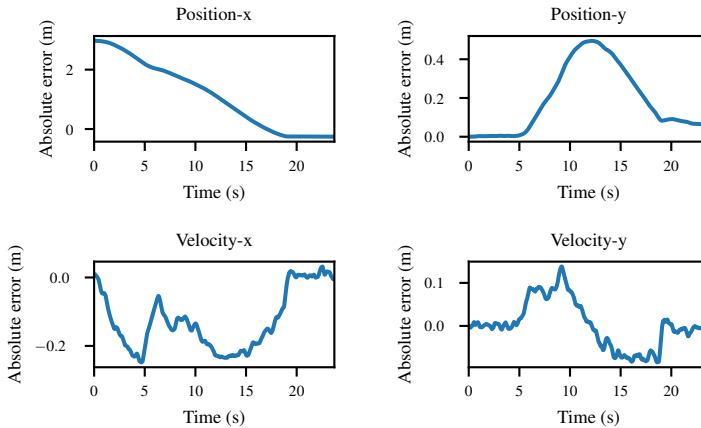 Position-x
Absolute error (m)
2
0
0 5 10 15 20
Time (s)
Position-y
Absolute error (m)
0.4
0.2
0.0
0 5 10 15 20
Time (s)
Velocity-x
Absolute error (m)
0.0
−0.2
0 5 10 15 20
Time (s)
Velocity-y
Absolute error (m)
0.1
0.0
0 5 10 15 20
Time (s)